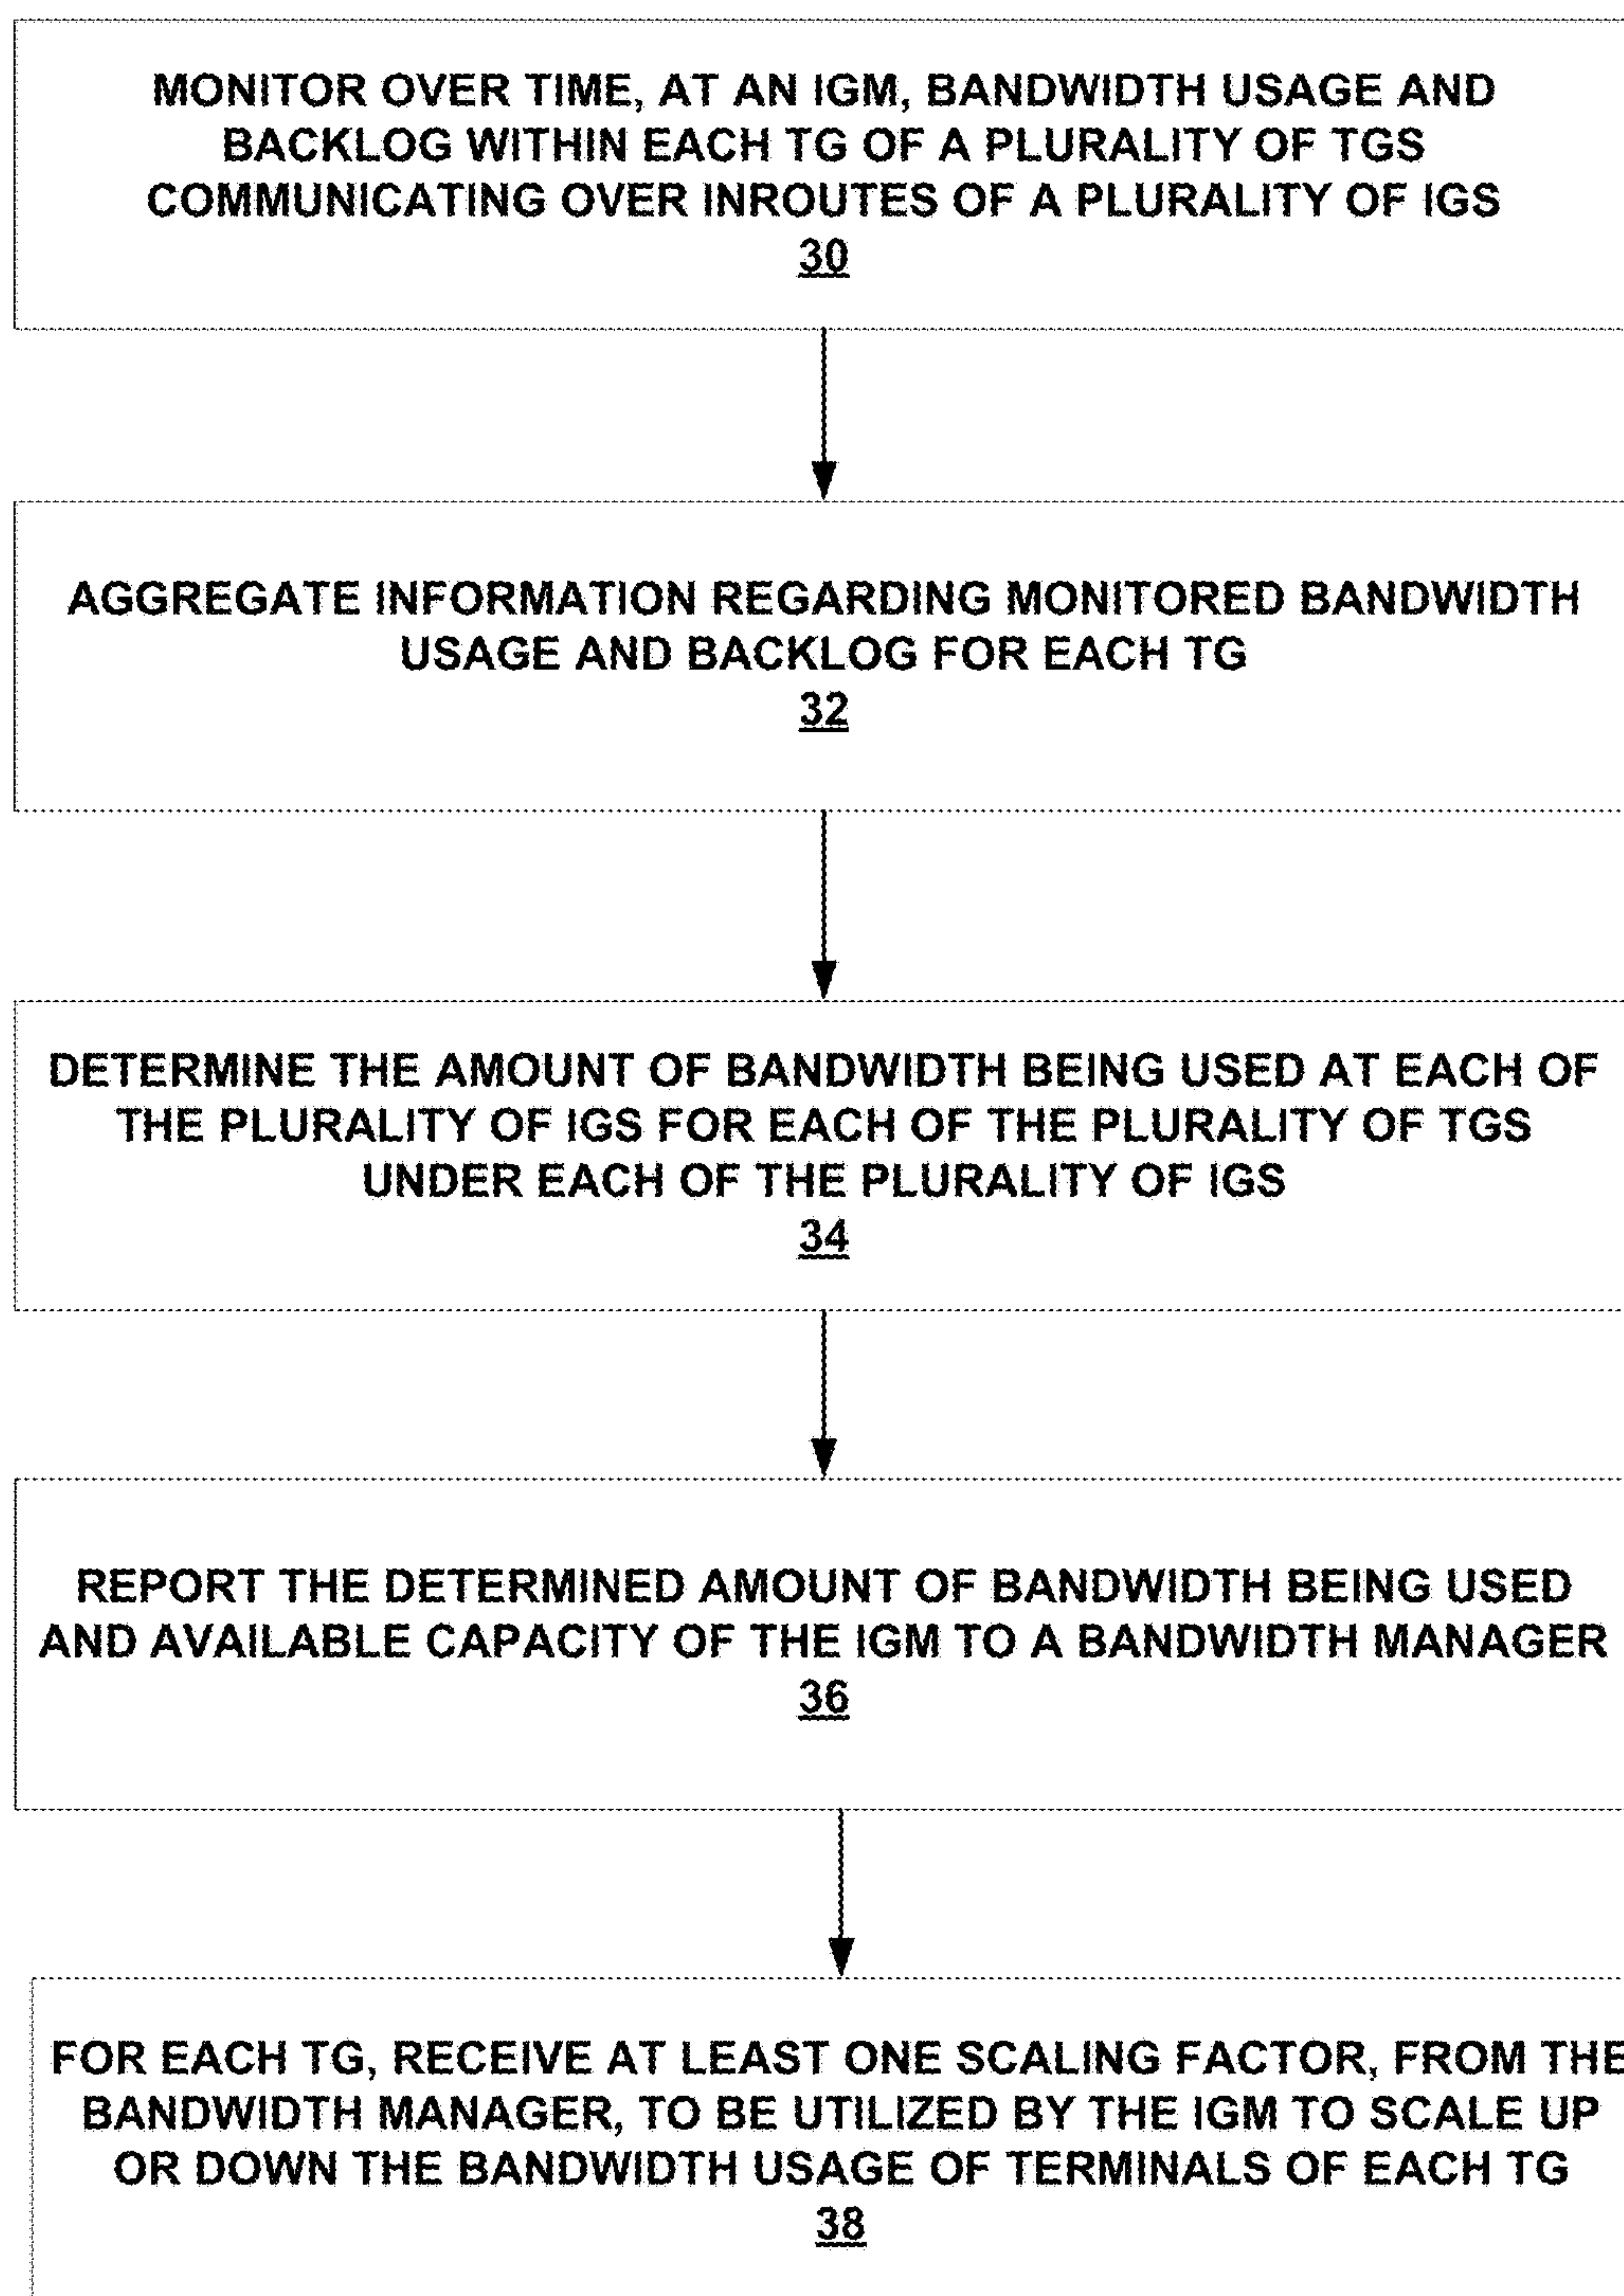 MONITOR OVER TIME, AT AN IGM, BANDWIDTH USAGE AND
BACKLOG WITHIN EACH TG OF A PLURALITY OF TGS
COMMUNICATING OVER INROUTES OF A PLURALITY OF IGS
30
AGGREGATE INFORMATION REGARDING MONITORED BANDWIDTH
USAGE AND BACKLOG FOR EACH TG
32
DETERMINE THE AMOUNT OF BANDWIDTH BEING USED AT EACH OF
THE PLURALITY OF IGS FOR EACH OF THE PLURALITY OF TGS
UNDER EACH OF THE PLURALITY OF IGS
34
REPORT THE DETERMINED AMOUNT OF BANDWIDTH BEING USED
AND AVAILABLE CAPACITY OF THE IGM TO A BANDWIDTH MANAGER
36
FOR EACH TG, RECEIVE AT LEAST ONE SCALING FACTOR, FROM THE
BANDWIDTH MANAGER, TO BE UTILIZED BY THE IGM TO SCALE UP
OR DOWN THE BANDWIDTH USAGE OF TERMINALS OF EACH TG
38